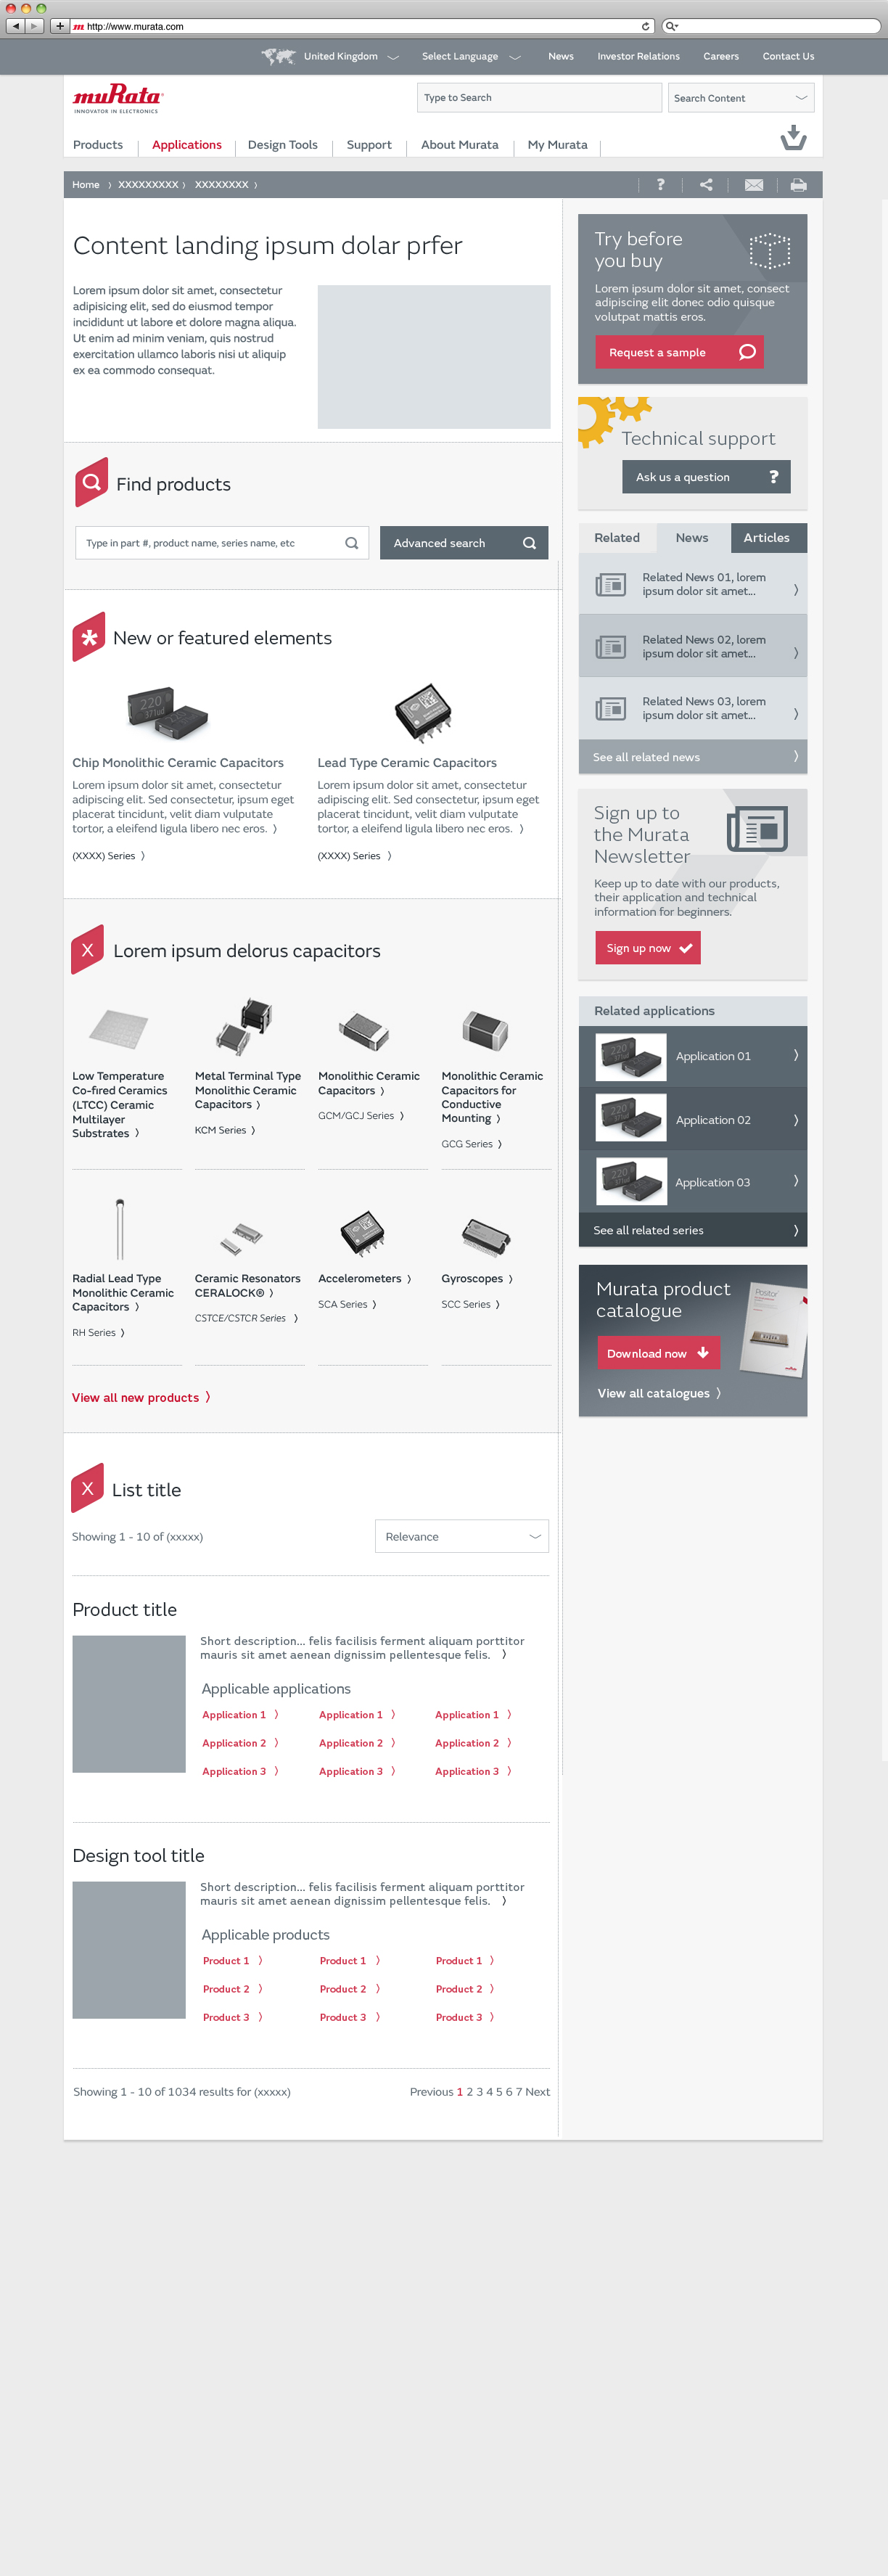 http://www.murata.com
United Kingdom
Select Language
News
Investor Relations
Careers
Contact Us
muRata
INNOVATOR IN ELECTRONICS
Type to Search
Search Content
Products
Applications
Design Tools
Support
About Murata
My Murata
Home
XXXXXXXXX
XXXXXXXX
?
Content landing ipsum dolar prfer
Lorem ipsum dolor sit amet, consectetur
adipisicing elit, sed do eiusmod tempor
incididunt ut labore et dolore magna aliqua.
Ut enim ad minim veniam, quis nostrud
exercitation ullamco laboris nisi ut aliquip
ex ea commodo consequat.
Find products
Type in part #, product name, series name, etc
Advanced search
New or featured elements
Chip Monolithic Ceramic Capacitors
Lorem ipsum dolor sit amet, consectetur
adipiscing elit. Sed consectetur, ipsum eget
placerat tincidunt, velit diam vulputate
tortor, a eleifend ligula libero nec eros.
(XXXX) Series
Lead Type Ceramic Capacitors
Lorem ipsum dolor sit amet, consectetur
adipiscing elit. Sed consectetur, ipsum eget
placerat tincidunt, velit diam vulputate
tortor, a eleifend ligula libero nec eros.
(XXXX) Series
X
Lorem ipsum delorus capacitors
Low Temperature
Co-fired Ceramics
(LTCC) Ceramic
Multilayer
Substrates
Metal Terminal Type
Monolithic Ceramic
Capacitors
KCM Series
Monolithic Ceramic
Capacitors
GCM/GCJ Series
Monolithic Ceramic
Capacitors for
Conductive
Mounting
GCG Series
Radial Lead Type
Monolithic Ceramic
Capacitors
RH Series
Ceramic Resonators
CERALOCK®
CSTCE/CSTCR Series
Accelerometers
SCA Series
Gyroscopes
SCC Series
View all new products
X
List title
Showing 1 - 10 of (xxxxx)
Relevance
Product title
Short description... felis facilisis ferment aliquam porttitor
mauris sit amet aenean dignissim pellentesque felis.
Applicable applications
Application 1
Application 1
Application 1
Application 2
Application 2
Application 2
Application 3
Application 3
Application 3
Design tool title
Short description... felis facilisis ferment aliquam porttitor
mauris sit amet aenean dignissim pellentesque felis.
Applicable products
Product 1
Product 1
Product 1
Product 2
Product 2
Product 2
Product 3
Product 3
Product 3
Showing 1 - 10 of 1034 results for (xxxxx)
Previous 1 2 3 4 5 6 7 Next
Try before
you buy
Lorem ipsum dolor sit amet, consect
adipiscing elit donec odio quisque
volutpat mattis eros.
Request a sample
Technical support
Ask us a question ?
Related
News
Articles
Related News 01, lorem
ipsum dolor sit amet...
Related News 02, lorem
ipsum dolor sit amet...
Related News 03, lorem
ipsum dolor sit amet...
See all related news
Sign up to
the Murata
Newsletter
Keep up to date with our products,
their application and technical
information for beginners.
Sign up now
Related applications
Application 01
Application 02
Application 03
See all related series
Murata product
catalogue
Download now
View all catalogues